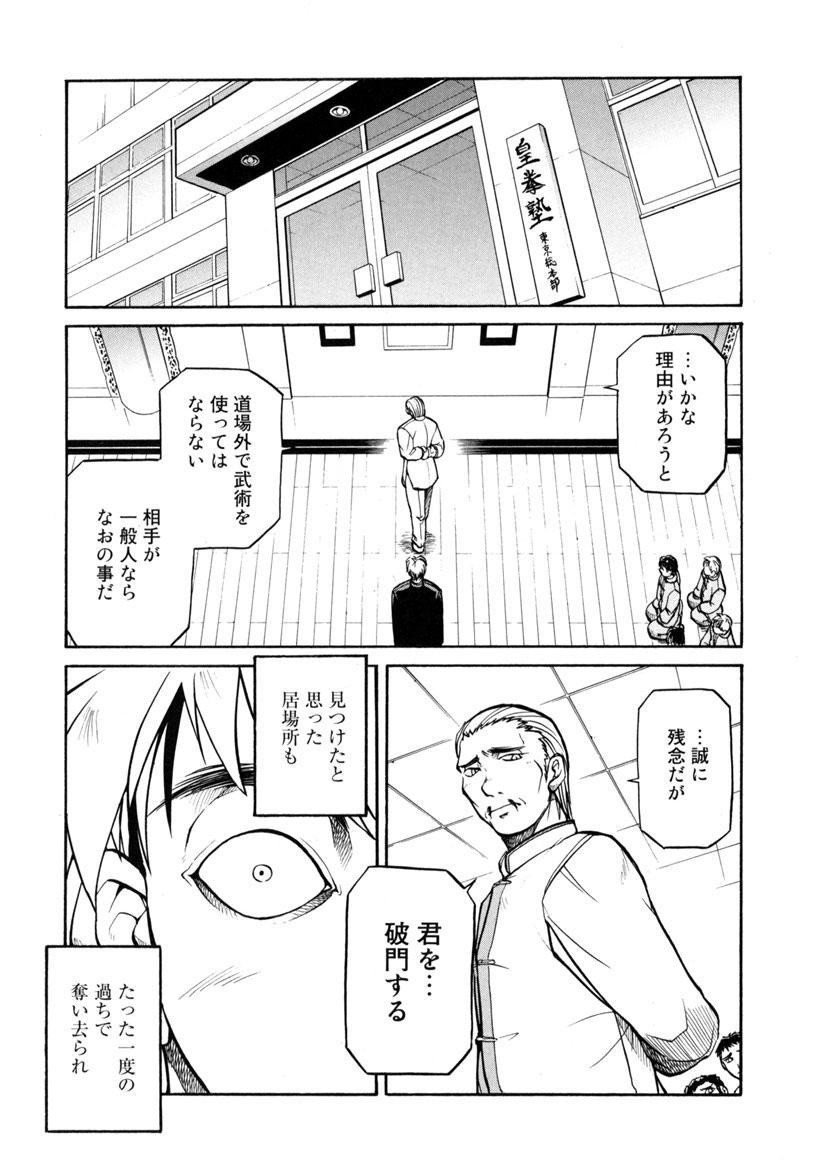 皇拳塾
東京総本部
…いかな
理由があろうと
道場外で武術を
使っては
ならない
相手が
一般人なら
なおの事だ
…誠に
残念だが
君を…
破門する
見つけたと
思った
居場所も
たった一度の
過ちで
奪い去られ